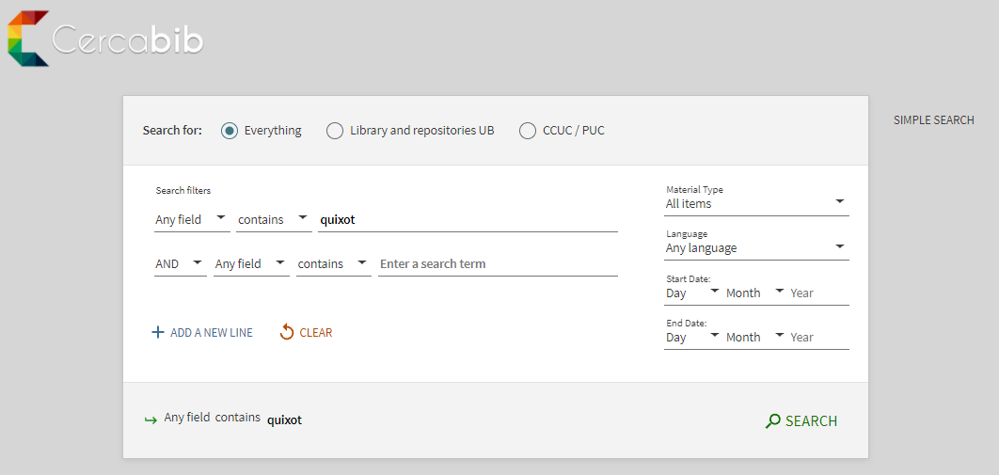 Cercabib
Search for: Everything Library and repositories UB CCUC / PUC
SIMPLE SEARCH
Search filters
Any field contains quixot
AND Any field contains Enter a search term
ADD A NEW LINE CLEAR
Material Type
All items
Language
Any language
Start Date:
Day Month Year
End Date:
Day Month Year
Any field contains quixot
SEARCH